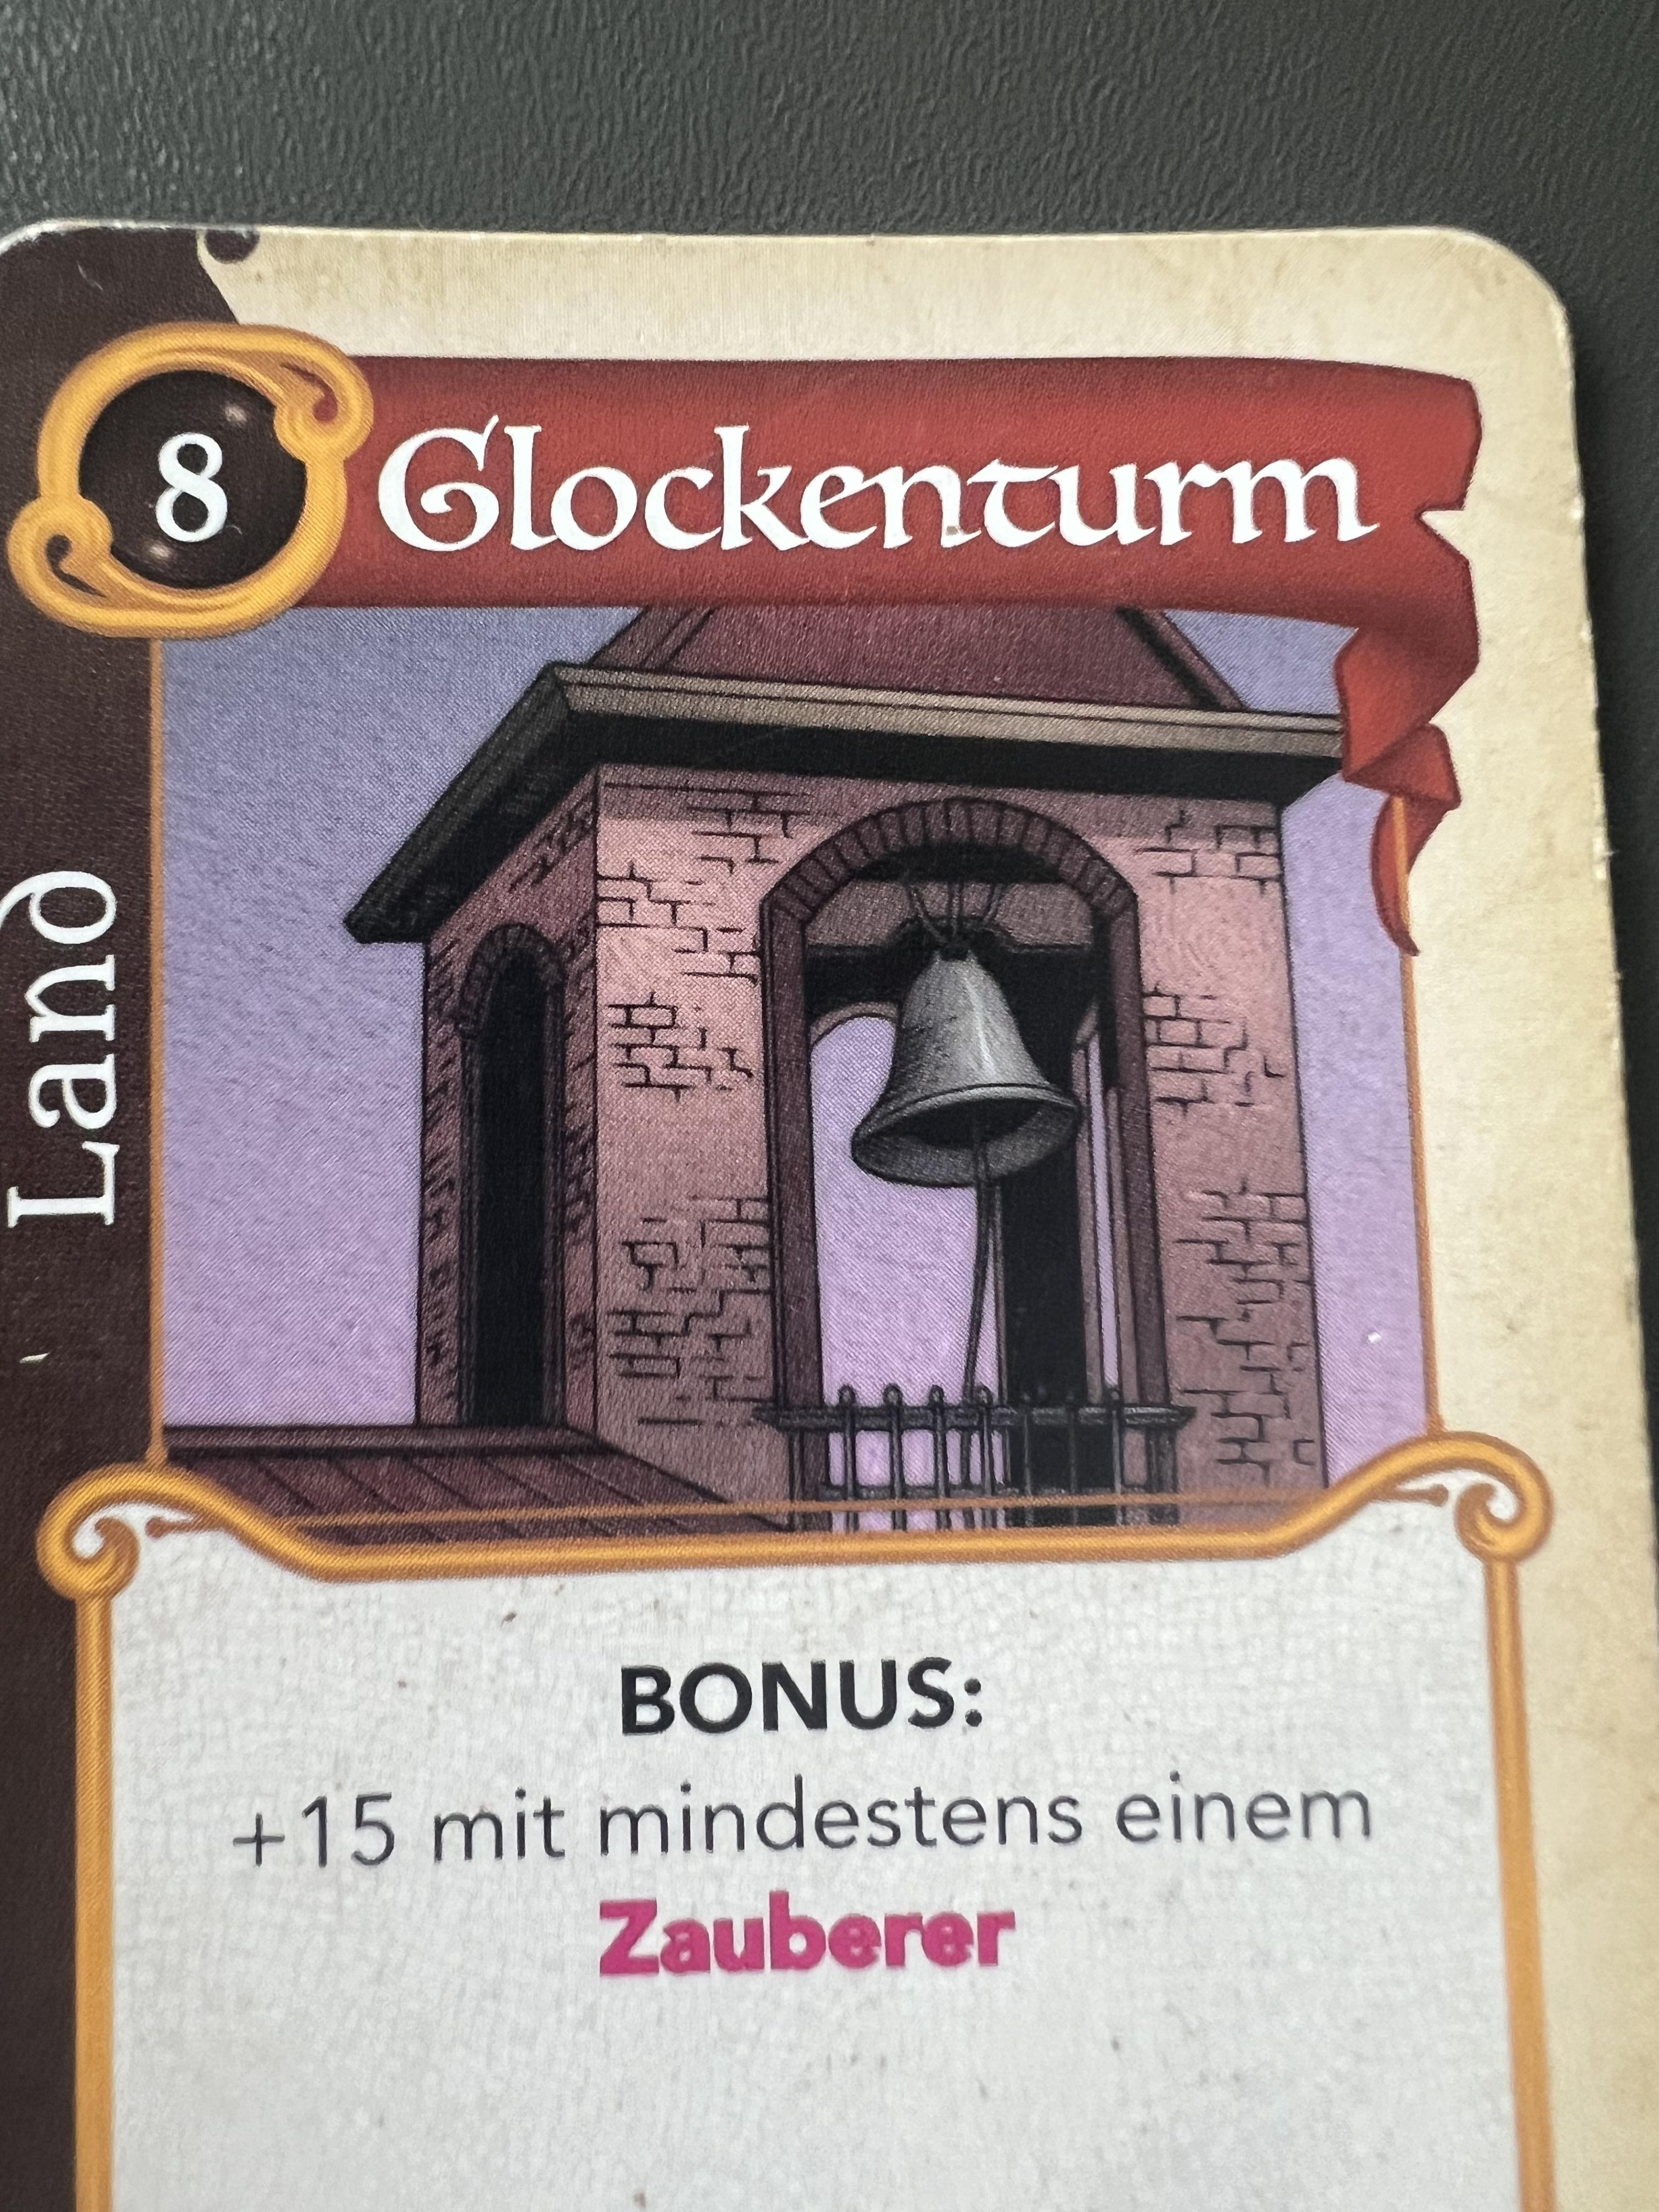 8
Glockenturm
Land
BONUS:
+15 mit mindestens einem
Zauberer